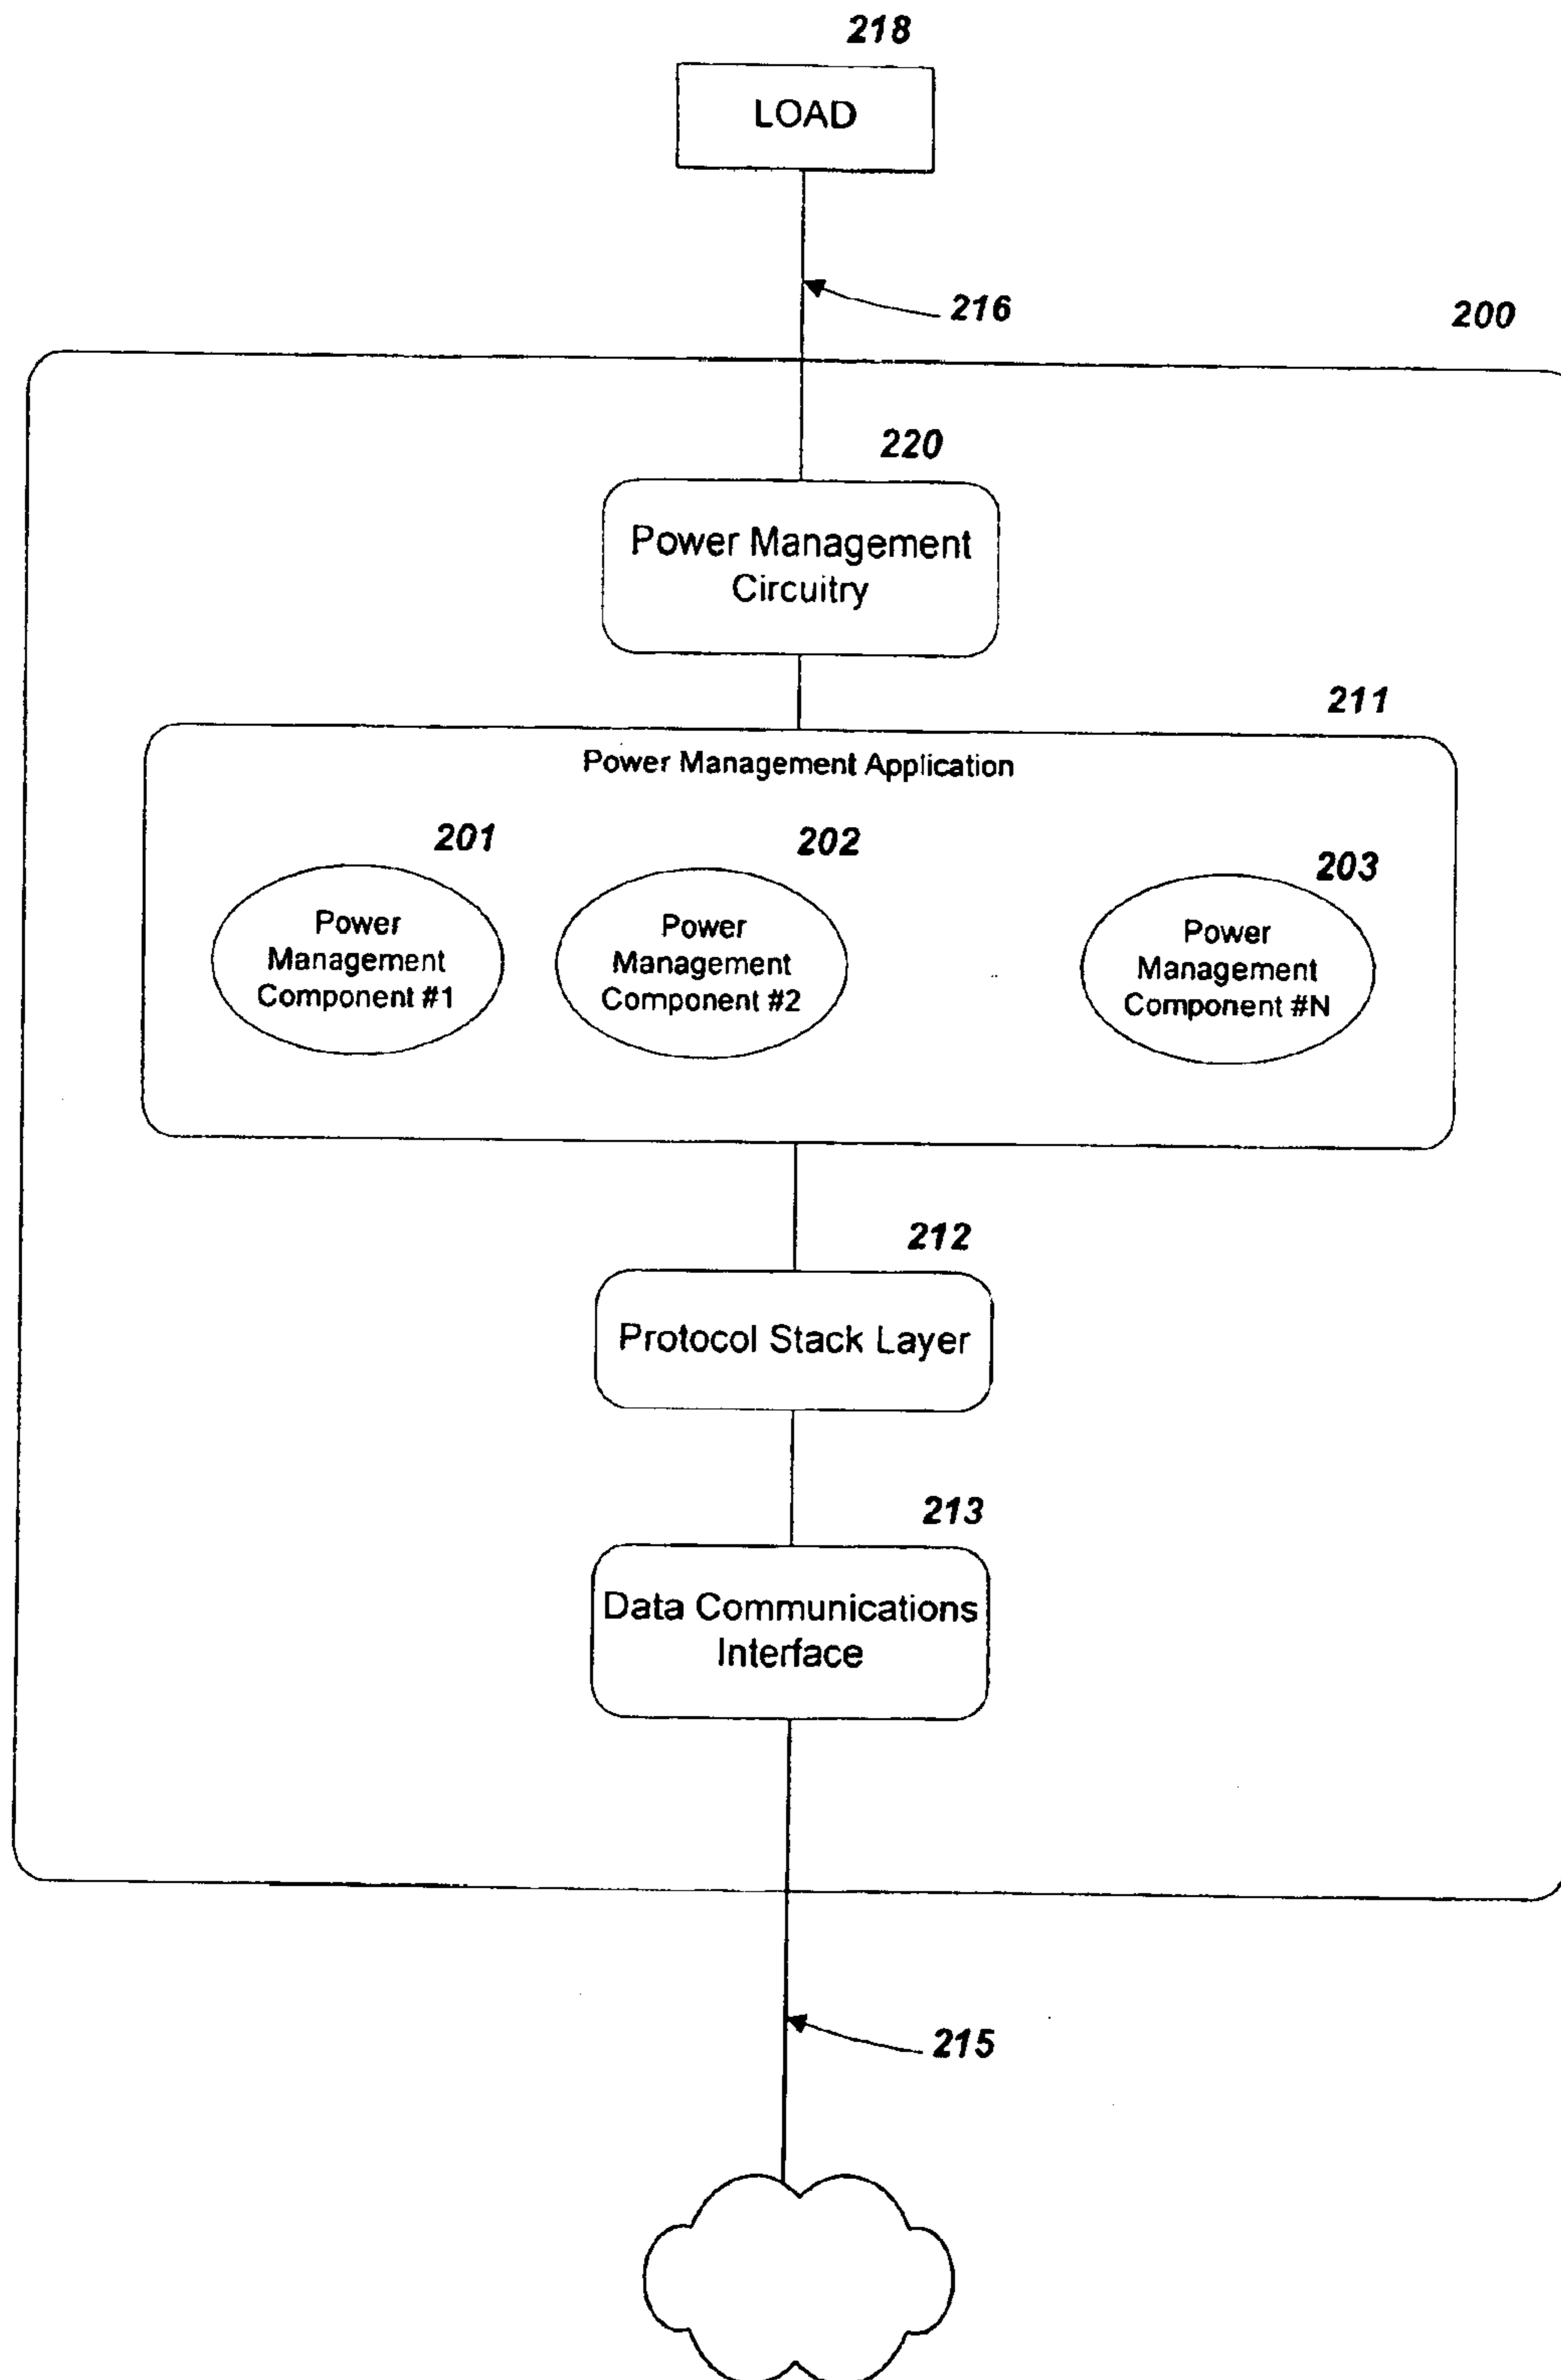 218
LOAD
216
200
220
Power Management
Circuitry
211
Power Management Application
201
202
203
Power
Management
Component #1
Power
Management
Component #2
Power
Management
Component #N
212
Protocol Stack Layer
213
Data Communications
Interface
215